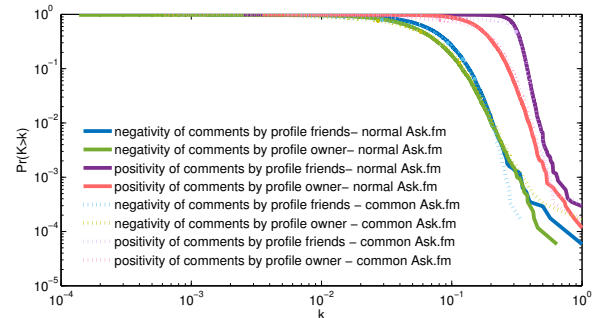 10^0
10^−1
10^−2
10^−3
10^−4
10^−5
Pr(K>k)
negativity of comments by profile friends− normal Ask.fm
negativity of comments by profile owner− normal Ask.fm
positivity of comments by profile friends− normal Ask.fm
positivity of comments by profile owner− normal Ask.fm
negativity of comments by profile friends − common Ask.fm
negativity of comments by profile owner − common Ask.fm
positivity of comments by profile friends − common Ask.fm
positivity of comments by profile owner − common Ask.fm
10^−4 10^−3 10^−2 10^−1 10^0
k